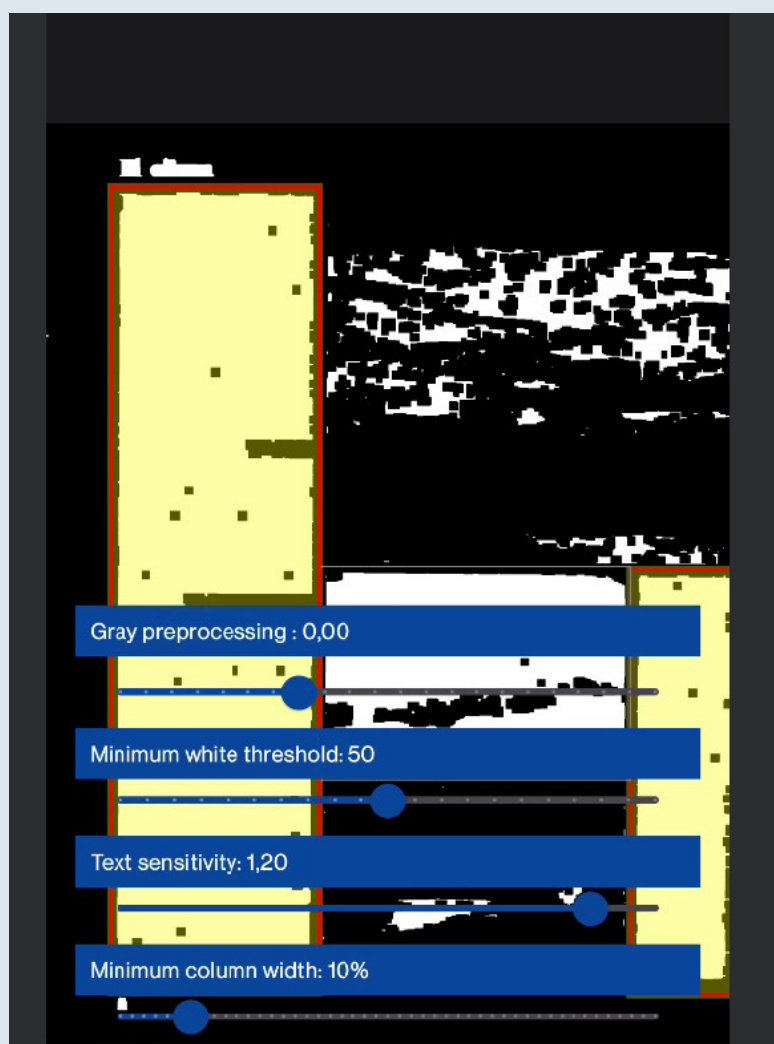 Gray preprocessing : 0,00
Minimum white threshold: 50
Text sensitivity: 1,20
Minimum column width: 10%